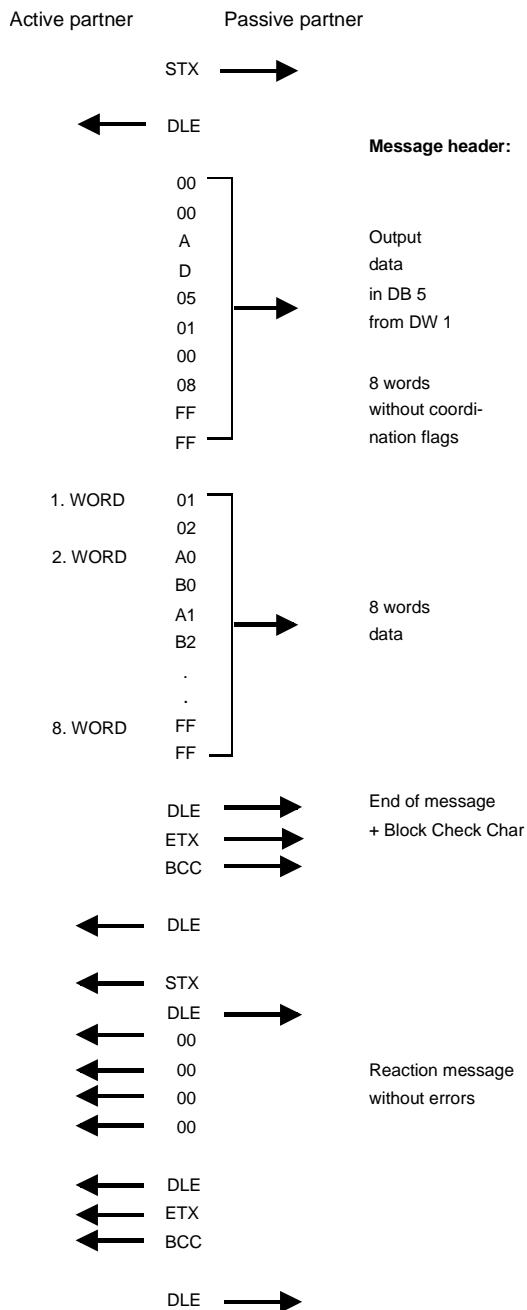 Active partner Passive partner
STX
DLE
Message header:
00
00
A Output
D data
05 in DB 5
01 from DW 1
00
08 8 words
FF without coordi-
FF nation flags
1. WORD 01
02
2. WORD A0
B0
A1 8 words
B2 data
.
.
8. WORD FF
FF
DLE End of message
ETX + Block Check Char
BCC
DLE
STX
DLE
00
00 Reaction message
00 without errors
00
DLE
ETX
BCC
DLE